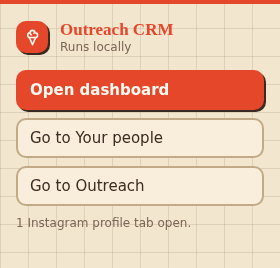 Outreach CRM
Runs locally
Open dashboard
Go to Your people
Go to Outreach
1 Instagram profile tab open.